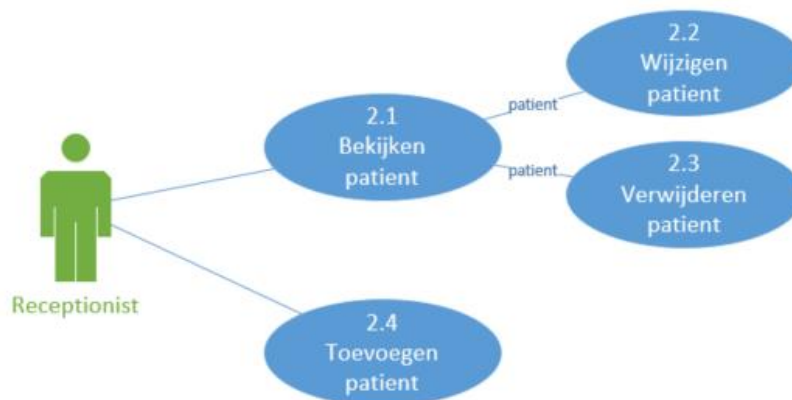 2.2
Wijzigen
patient
patient
2.1
Bekijken
patient
patient
2.3
Verwijderen
patient
Receptionist
2.4
Toevoegen
patient